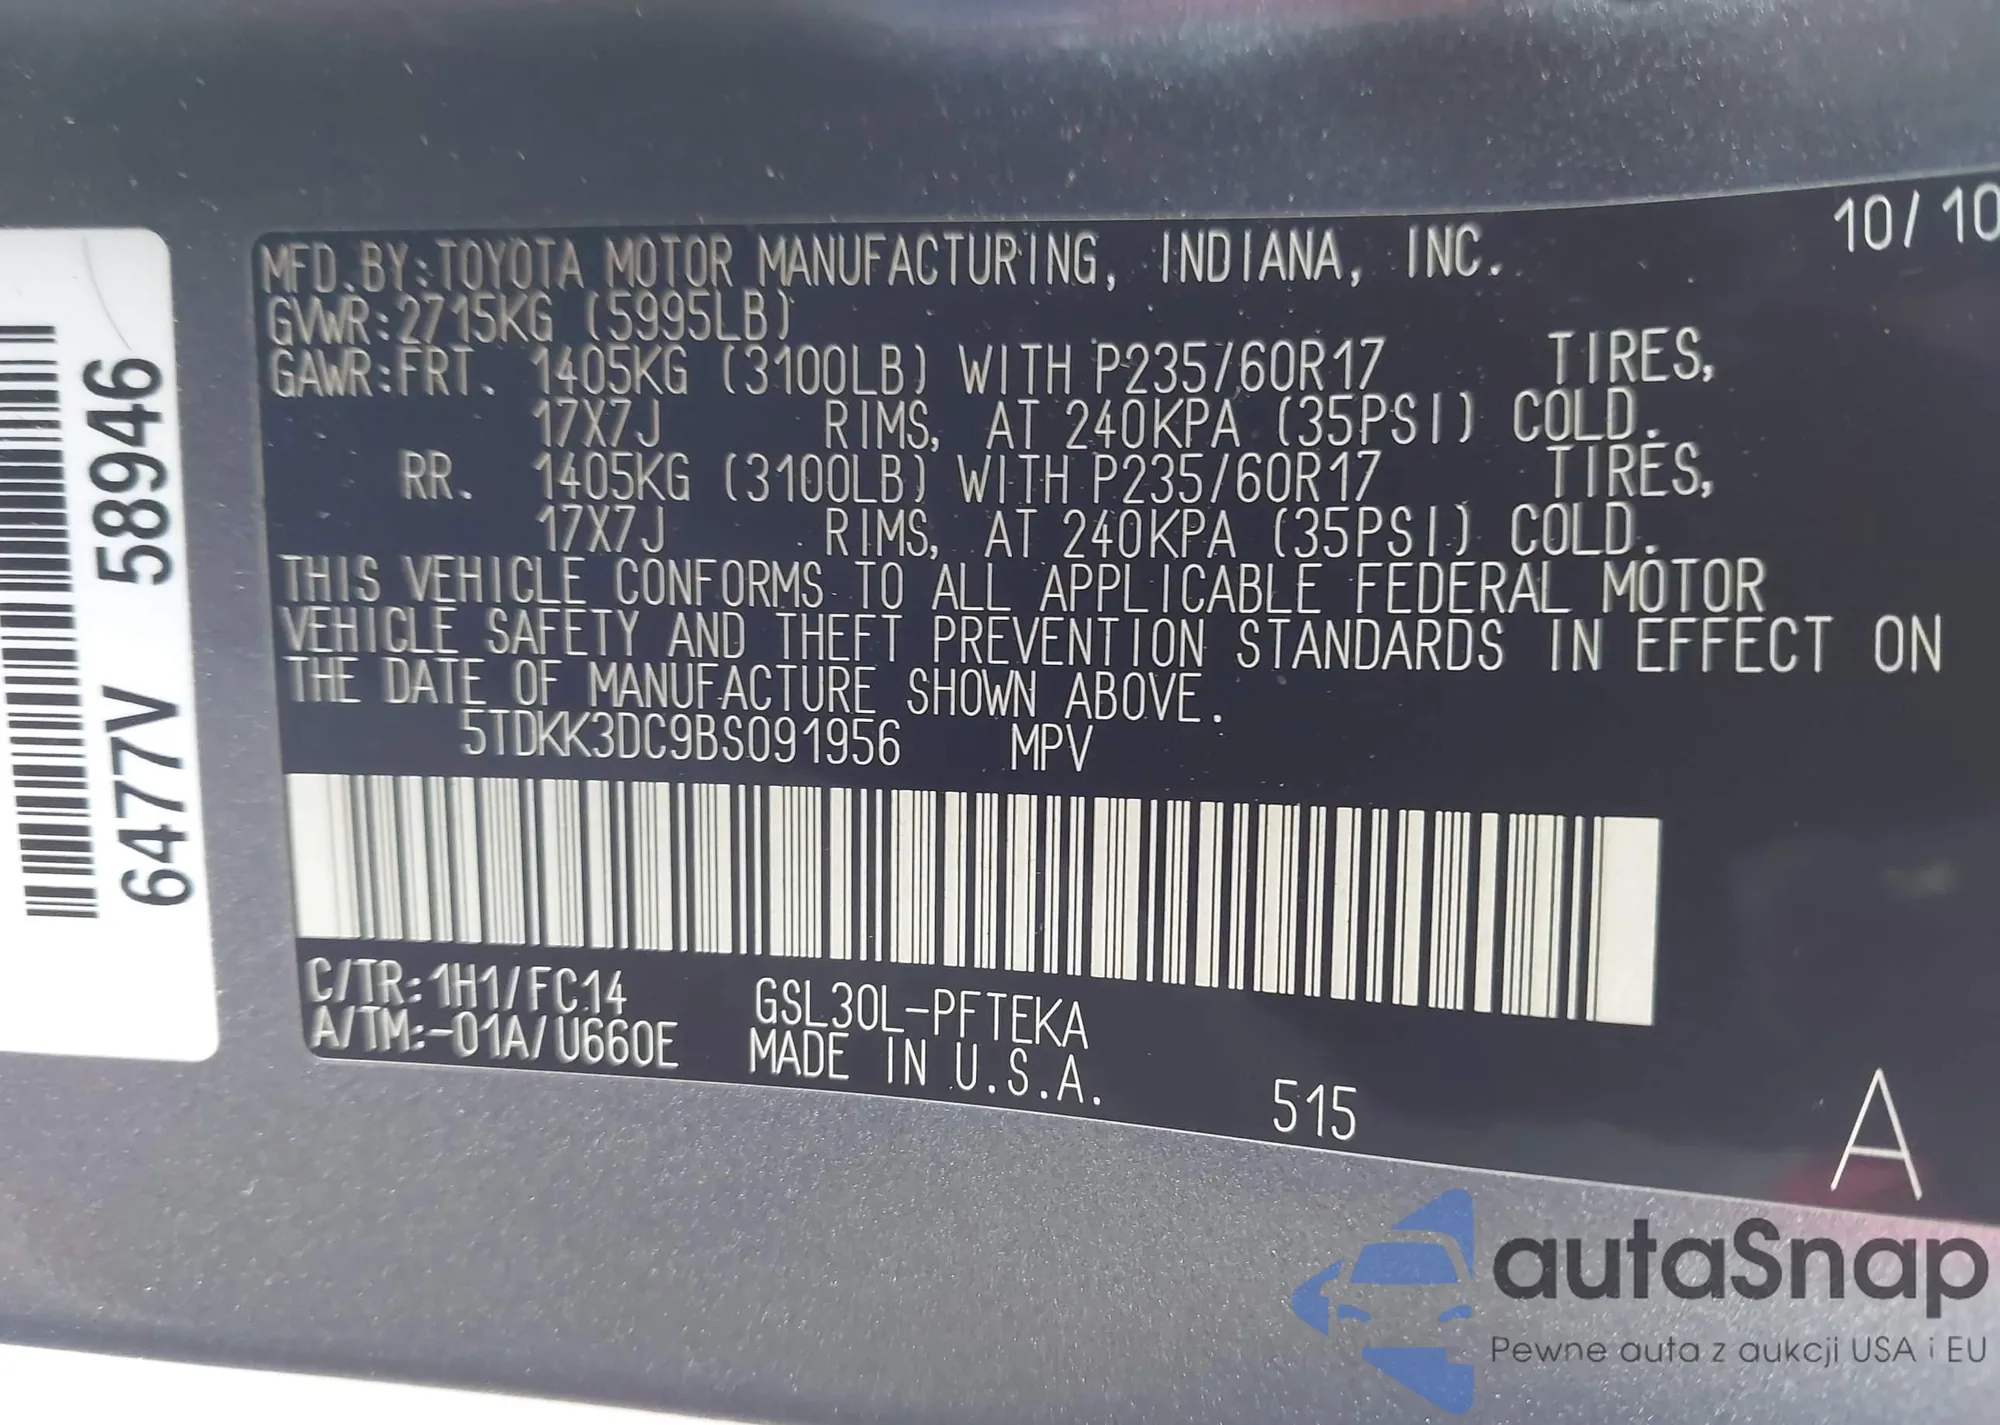 10/10
MFD.BY:TOYOTA MOTOR MANUFACTURING, INDIANA, INC.
GVWR:2715KG (5995LB)
GAWR:FRT. 1405KG (3100LB) WITH P235/60R17 TIRES,
17X7J RIMS, AT 240KPA (35PSI) COLD.
RR. 1405KG (3100LB) WITH P235/60R17 TIRES,
17X7J RIMS, AT 240KPA (35PSI) COLD.
THIS VEHICLE CONFORMS TO ALL APPLICABLE FEDERAL MOTOR
VEHICLE SAFETY AND THEFT PREVENTION STANDARDS IN EFFECT ON
THE DATE OF MANUFACTURE SHOWN ABOVE.
5TDKK3DC9BS091956 MPV
C/TR:1H1/FC14 GSL30L-PFTEKA
A/TM:-01A/U660E MADE IN U.S.A.
515
A
6477V 58946
autaSnap
Pewne auta z aukcji USA i EU